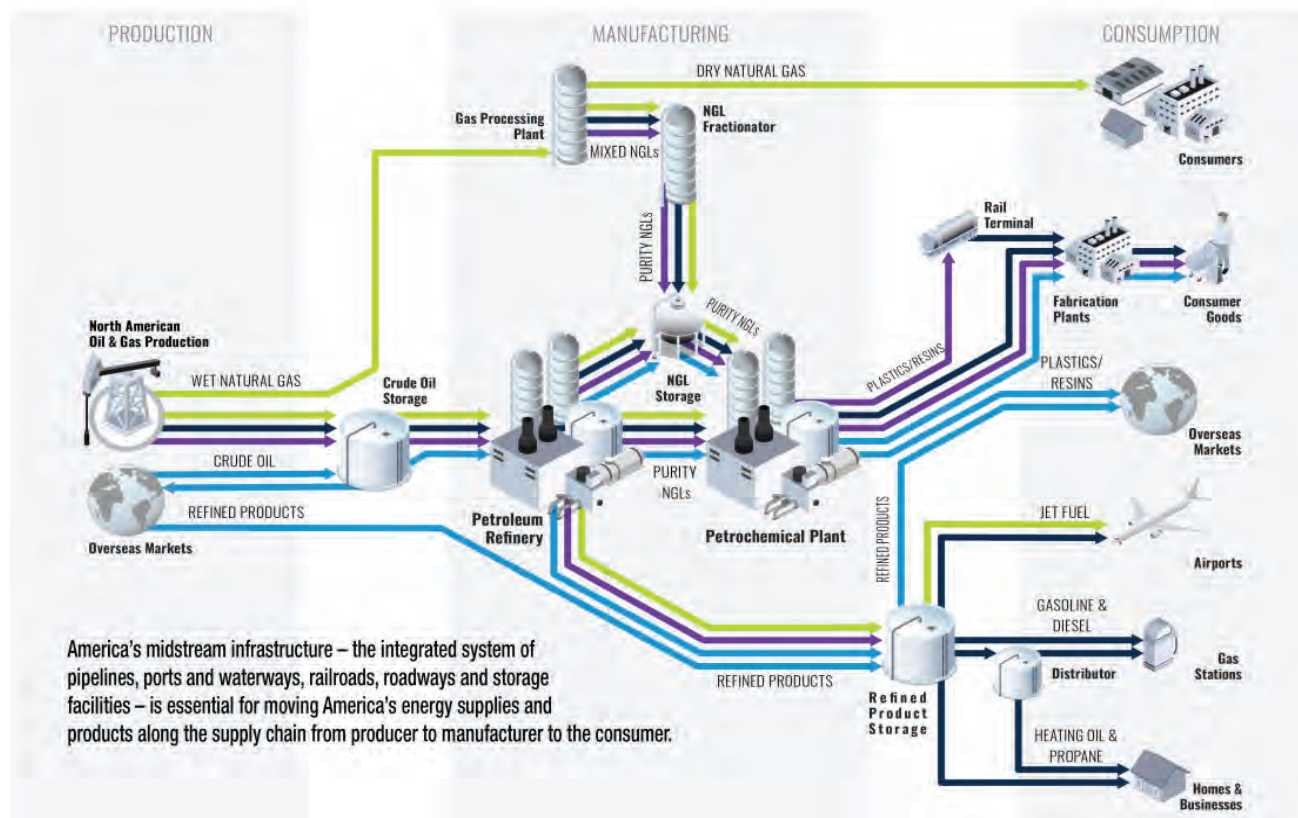 PRODUCTION
MANUFACTURING
CONSUMPTION
DRY NATURAL GAS
Gas Processing
Plant
NGL
Fractionator
MIXED NGLs
Consumers
PURITY NGLs
Rail
Terminal
Fabrication
Plants
Consumer
Goods
North American
Oil & Gas Production
WET NATURAL GAS
Crude Oil
Storage
PURITY NGLs
NGL
Storage
PLASTICS/RESINS
PLASTICS/
RESINS
Overseas
Markets
CRUDE OIL
REFINED PRODUCTS
Overseas Markets
PURITY
NGLs
Petroleum
Refinery
Petrochemical Plant
REFINED PRODUCTS
JET FUEL
Airports
GASOLINE &
DIESEL
Gas
Stations
Distributor
REFINED PRODUCTS
Refined
Product
Storage
HEATING OIL &
PROPANE
Homes &
Businesses
America's midstream infrastructure – the integrated system of
pipelines, ports and waterways, railroads, roadways and storage
facilities – is essential for moving America's energy supplies and
products along the supply chain from producer to manufacturer to the consumer.